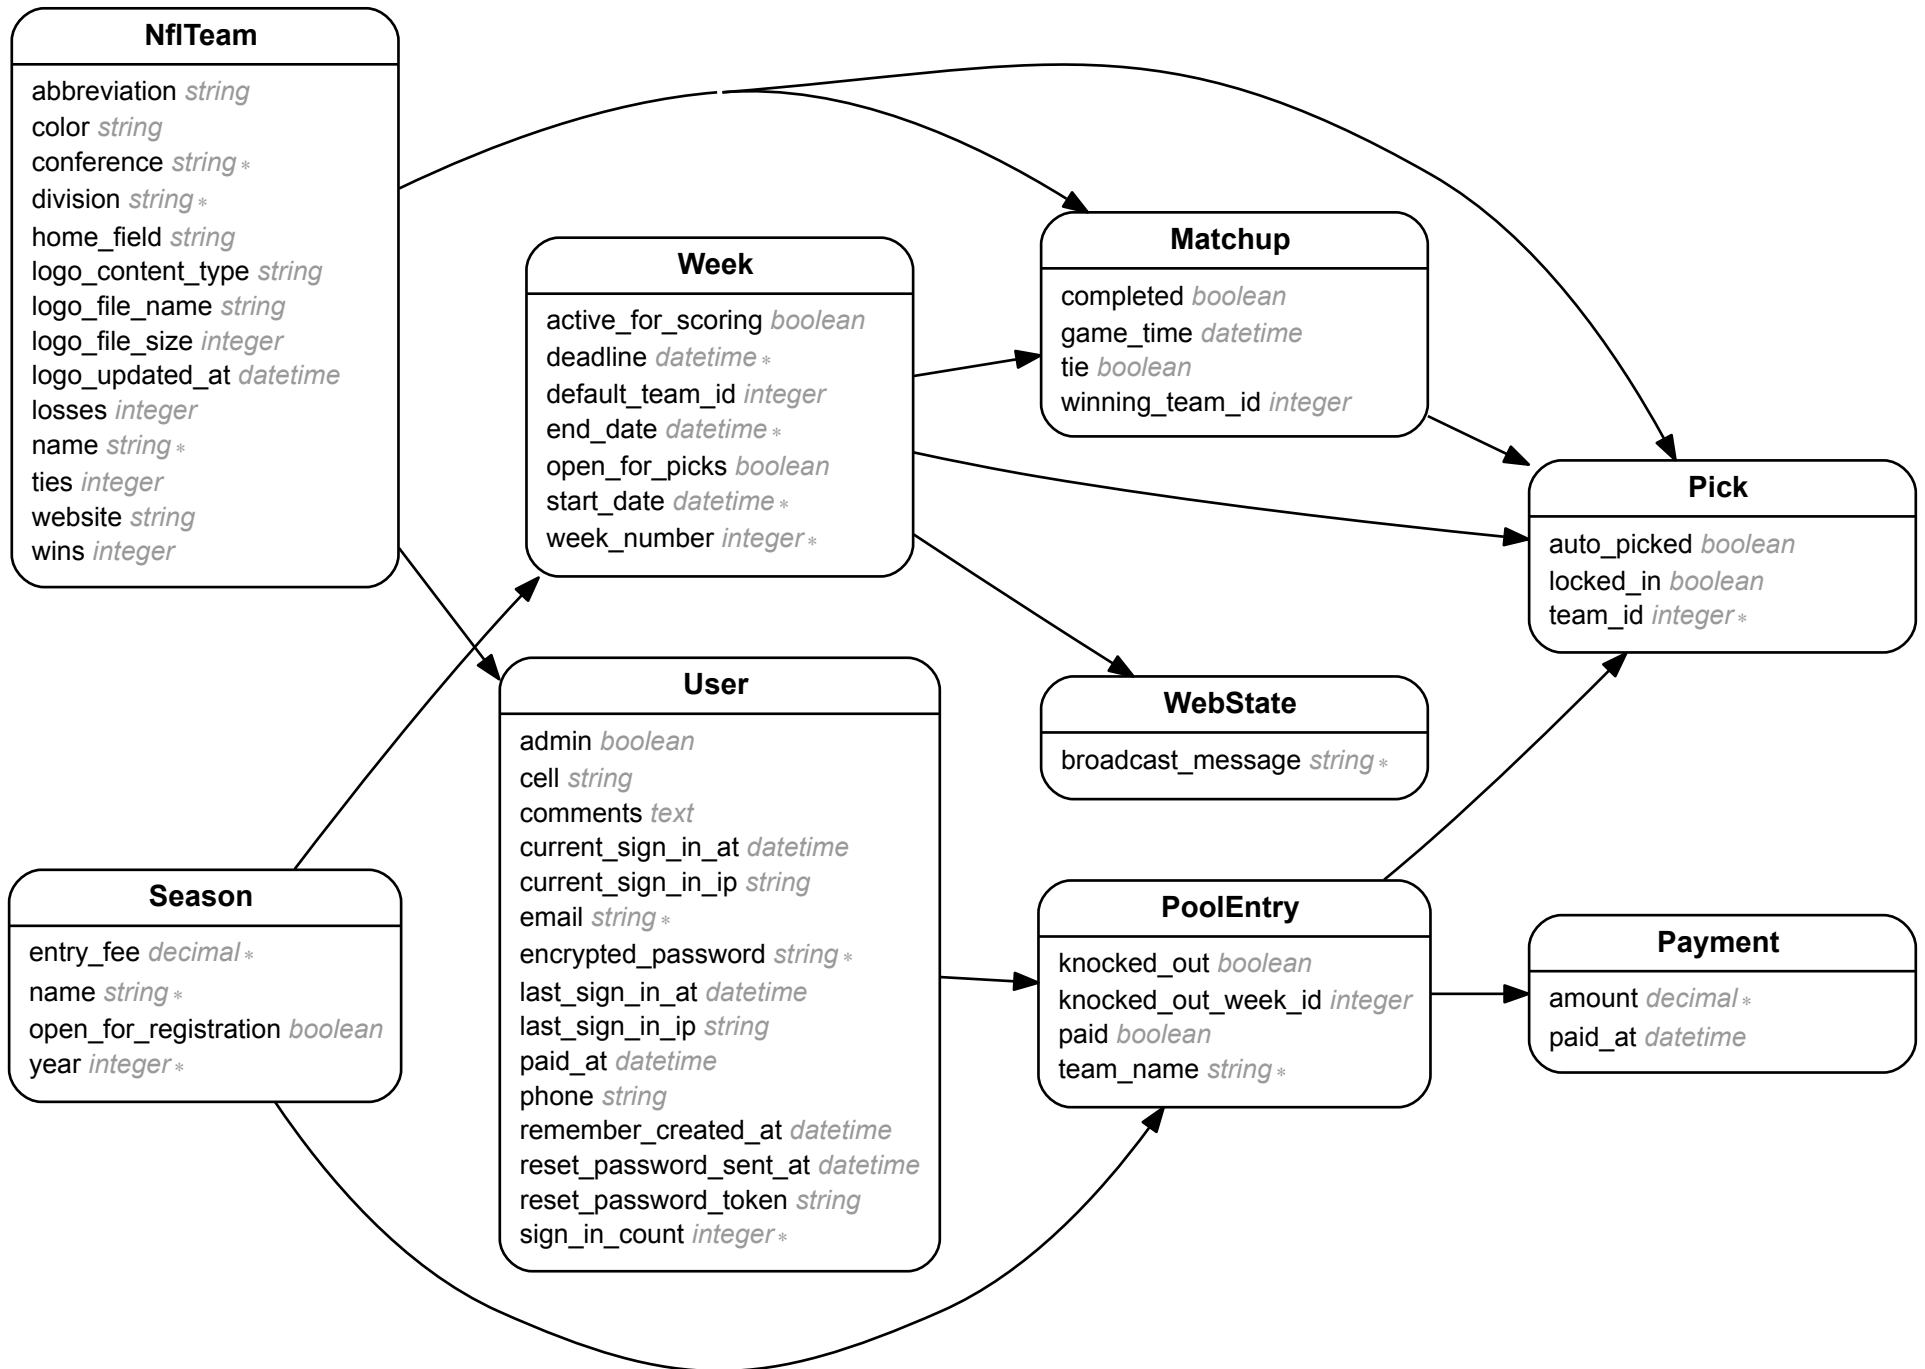 NflTeam
abbreviation string
color string
conference string *
division string *
home_field string
logo_content_type string
logo_file_name string
logo_file_size integer
logo_updated_at datetime
losses integer
name string *
ties integer
website string
wins integer
Week
active_for_scoring boolean
deadline datetime *
default_team_id integer
end_date datetime *
open_for_picks boolean
start_date datetime *
week_number integer *
Matchup
completed boolean
game_time datetime
tie boolean
winning_team_id integer
Pick
auto_picked boolean
locked_in boolean
team_id integer *
User
admin boolean
cell string
comments text
current_sign_in_at datetime
current_sign_in_ip string
email string *
encrypted_password string *
last_sign_in_at datetime
last_sign_in_ip string
paid_at datetime
phone string
remember_created_at datetime
reset_password_sent_at datetime
reset_password_token string
sign_in_count integer *
WebState
broadcast_message string *
Season
entry_fee decimal *
name string *
open_for_registration boolean
year integer *
PoolEntry
knocked_out boolean
knocked_out_week_id integer
paid boolean
team_name string *
Payment
amount decimal *
paid_at datetime